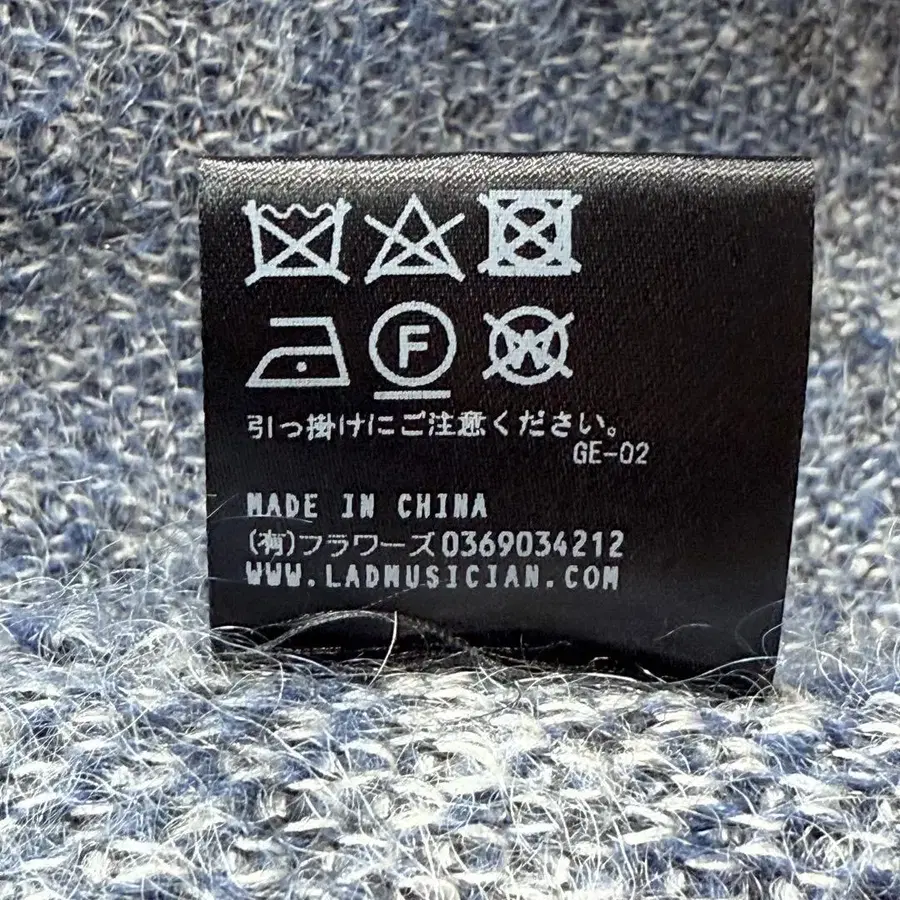 F W
引っ掛けにご注意ください。
GE-02
MADE IN CHINA
(有)フラワーズ0369034212
WWW.LADMUSICIAN.COM